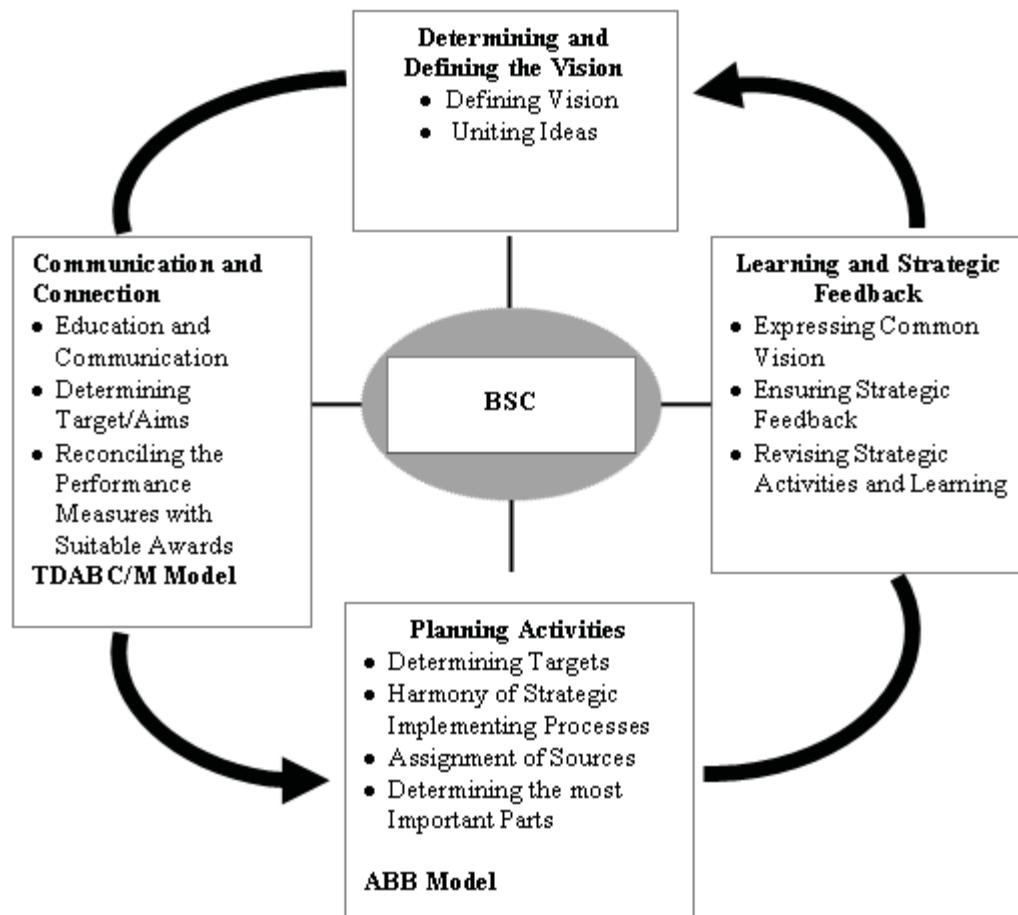 Determining and
Defining the Vision
● Defining Vision
● Uniting Ideas
Communication and
Connection
● Education and
Communication
● Determining
Target/Aims
● Reconciling the
Performance
Measures with
Suitable Awards
TDABC/M Model
BSC
Learning and Strategic
Feedback
● Expressing Common
Vision
● Ensuring Strategic
Feedback
● Revising Strategic
Activities and Learning
Planning Activities
● Determining Targets
● Harmony of Strategic
Implementing Processes
● Assignment of Sources
● Determining the most
Important Parts
ABB Model